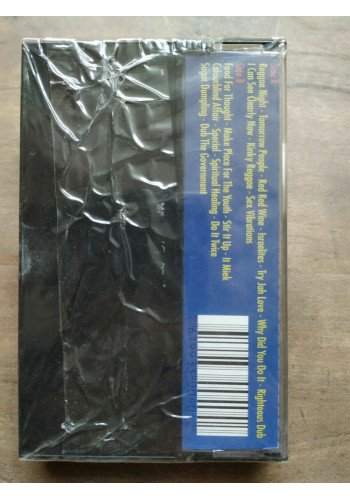 Side A
Reggae Night - Tomorrow People - Red Red Wine - Israelites - Try Jah Love - Why Did You Do It - Righteous Dub
I Can See Clearly Now - Kinky Reggae - Sex Vibrations
Side B
Food For Thought - Make Place For The Youth - Stir It Up - It Mink
Colourblind Affair - Special - Spiritual Healing - Do It Twice
Sugar Dumpling - Dub The Government